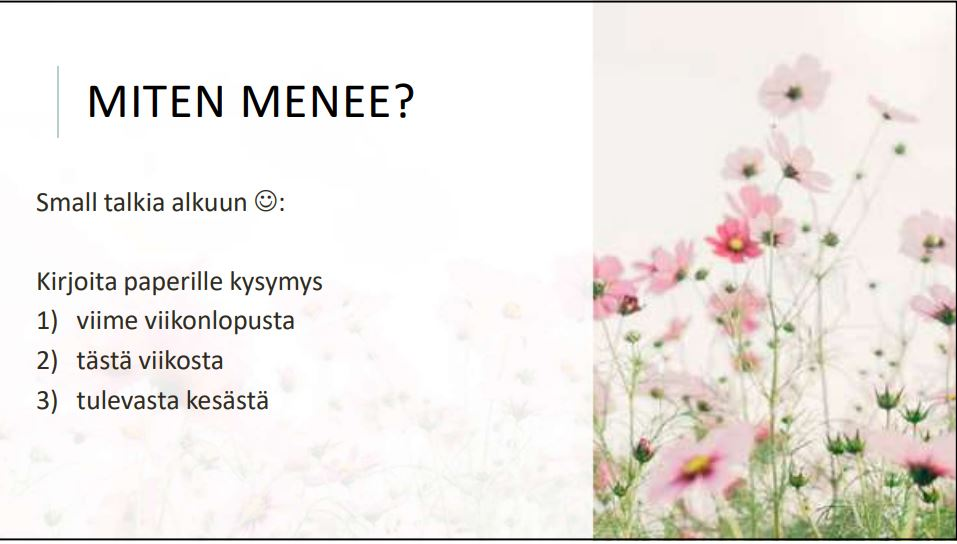 MITEN MENEE?
Small talkia alkuun ☺:
Kirjoita paperille kysymys
1) viime viikonlopusta
2) tästä viikosta
3) tulevasta kesästä